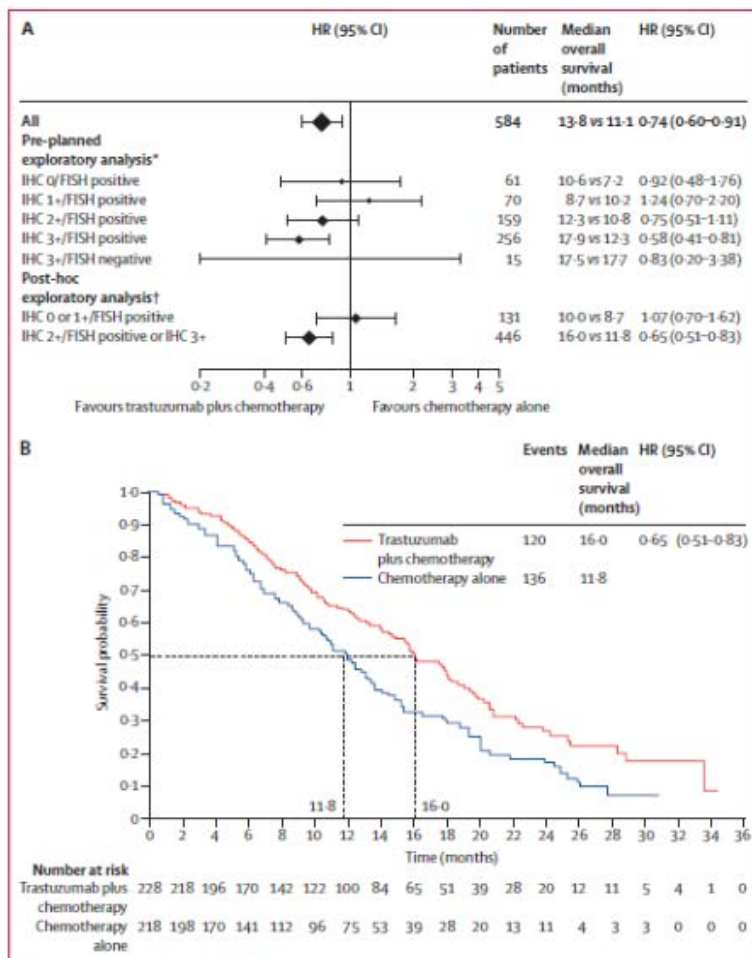 A
HR (95% CI) Number of patients Median overall survival (months) HR (95% CI)
All 584 13·8 vs 11·1 0·74 (0·60–0·91)
Pre-planned
exploratory analysis*
IHC 0/FISH positive 61 10·6 vs 7·2 0·92 (0·48–1·76)
IHC 1+/FISH positive 70 8·7 vs 10·2 1·24 (0·70–2·20)
IHC 2+/FISH positive 159 12·3 vs 10·8 0·75 (0·51–1·11)
IHC 3+/FISH positive 256 17·9 vs 12·3 0·58 (0·41–0·81)
IHC 3+/FISH negative 15 17·5 vs 17·7 0·83 (0·20–3·38)
Post-hoc
exploratory analysis†
IHC 0 or 1+/FISH positive 131 10·0 vs 8·7 1·07 (0·70–1·62)
IHC 2+/FISH positive or IHC 3+ 446 16·0 vs 11·8 0·65 (0·51–0·83)
0·2 0·4 0·6 1 2 3 4 5
Favours trastuzumab plus chemotherapy Favours chemotherapy alone
B
Events Median overall survival (months) HR (95% CI)
Trastuzumab plus chemotherapy 120 16·0 0·65 (0·51–0·83)
Chemotherapy alone 136 11·8
Survival probability
1·0
0·9
0·8
0·7
0·6
0·5
0·4
0·3
0·2
0·1
0
11·8 16·0
0 2 4 6 8 10 12 14 16 18 20 22 24 26 28 30 32 34 36
Time (months)
Number at risk
Trastuzumab plus chemotherapy 228 218 196 170 142 122 100 84 65 51 39 28 20 12 11 5 4 1 0
Chemotherapy alone 218 198 170 141 112 96 75 53 39 28 20 13 11 4 3 3 0 0 0